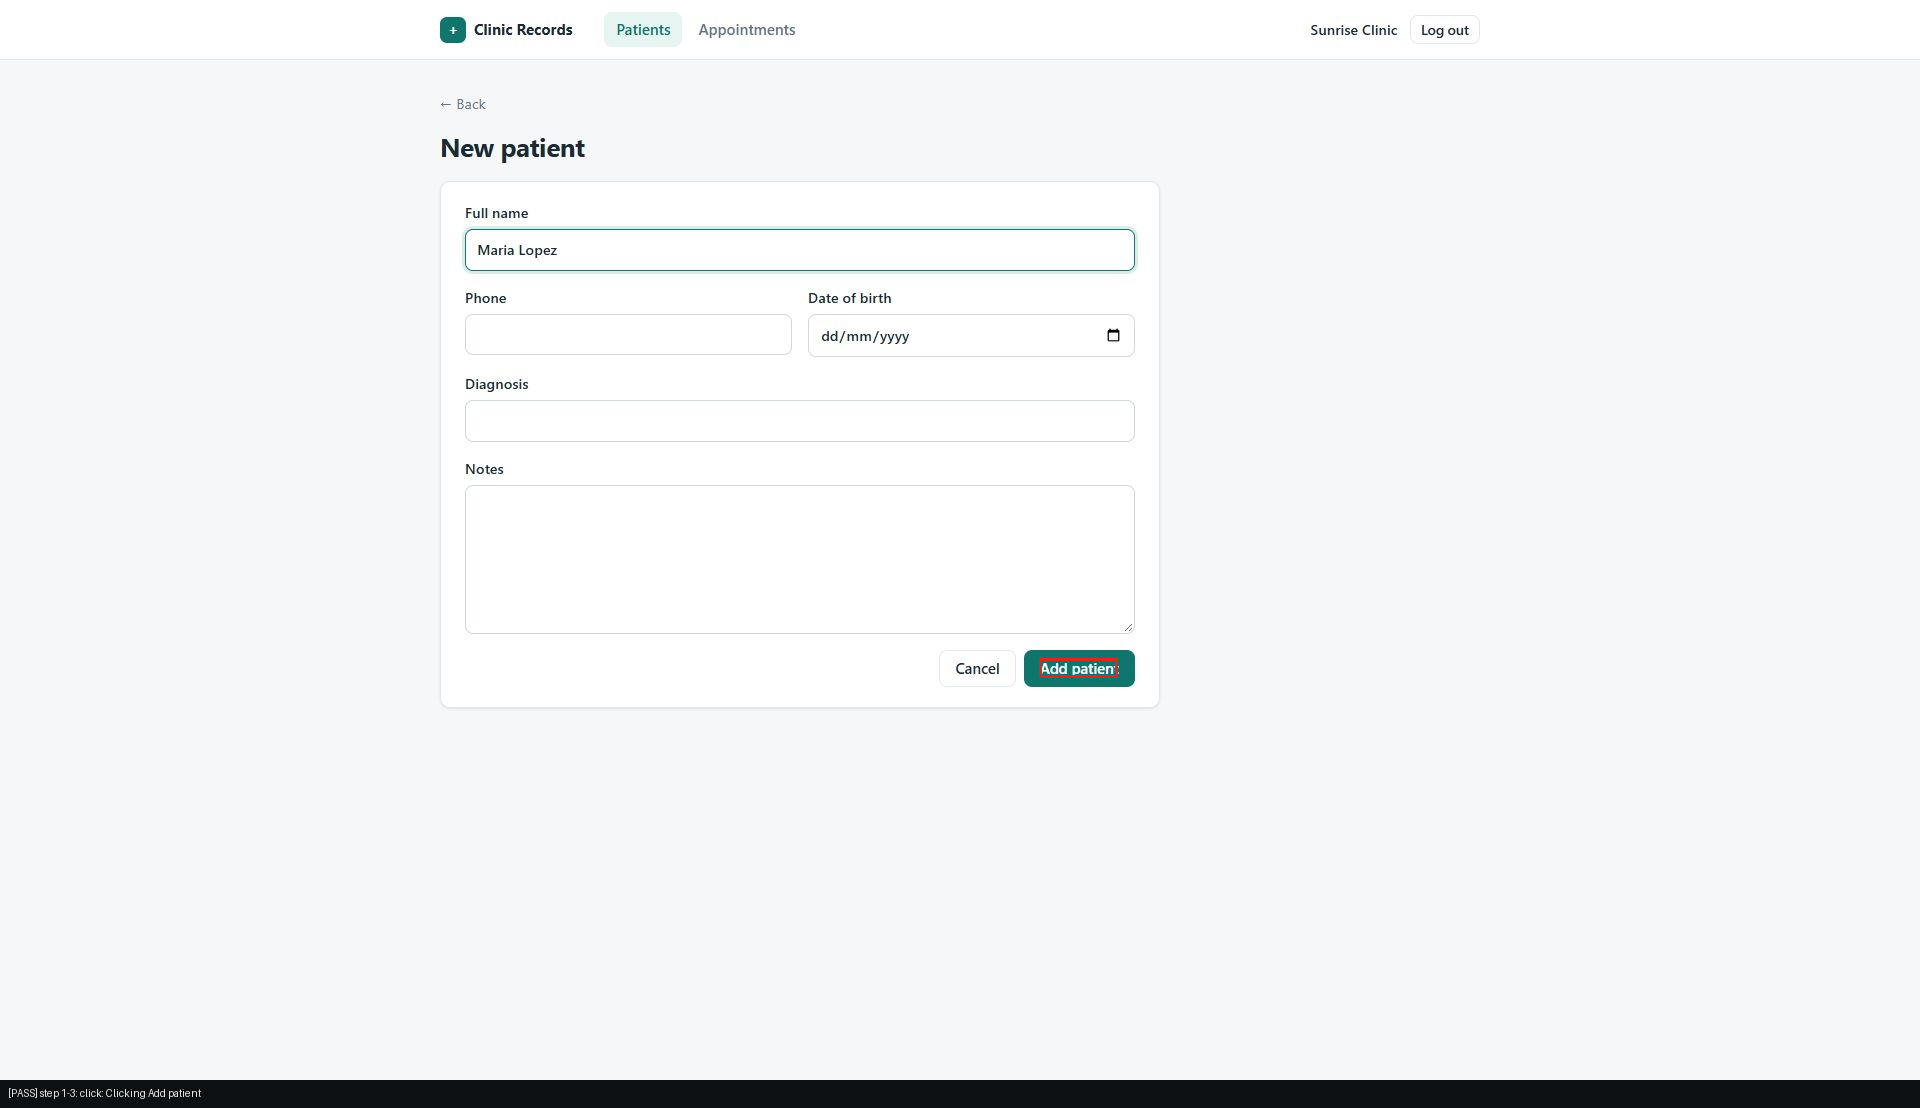 + Clinic Records Patients Appointments Sunrise Clinic Log out
← Back
New patient
Full name
Maria Lopez
Phone Date of birth
dd/mm/yyyy
Diagnosis
Notes
Cancel Add patient
[PASS] step 1-3: click: Clicking Add patient